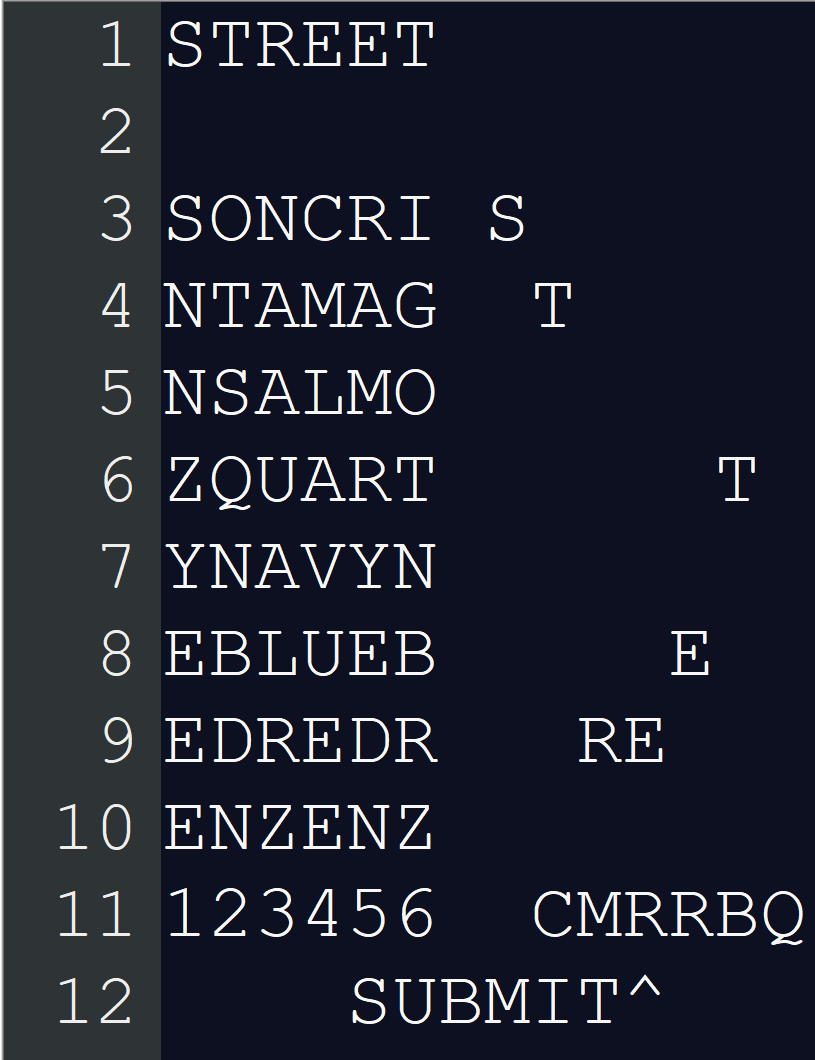 1 STREET
2
3 SONCRI S
4 NTAMAG  T
5 NSALMO
6 ZQUART      T
7 YNAVYN
8 EBLUEB     E
9 EDREDR   RE
10 ENZENZ
11 123456  CMRRBQ
12     SUBMIT^